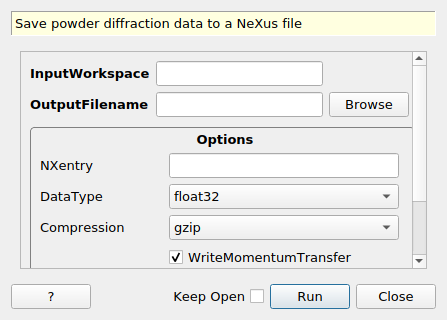 Save powder diffraction data to a NeXus file
InputWorkspace
OutputFilename Browse
Options
NXentry
DataType float32
Compression gzip
WriteMomentumTransfer
? Keep Open Run Close